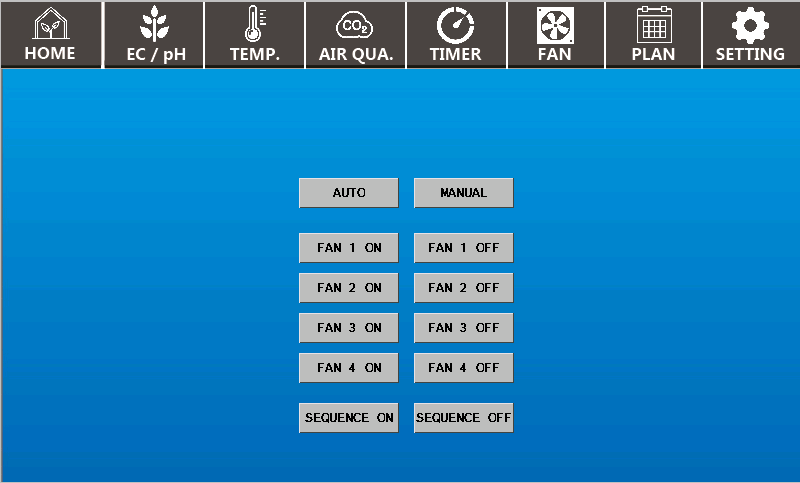 HOME
EC / pH
TEMP.
CO2
AIR QUA.
TIMER
FAN
PLAN
SETTING
AUTO MANUAL
FAN 1 ON FAN 1 OFF
FAN 2 ON FAN 2 OFF
FAN 3 ON FAN 3 OFF
FAN 4 ON FAN 4 OFF
SEQUENCE ON SEQUENCE OFF